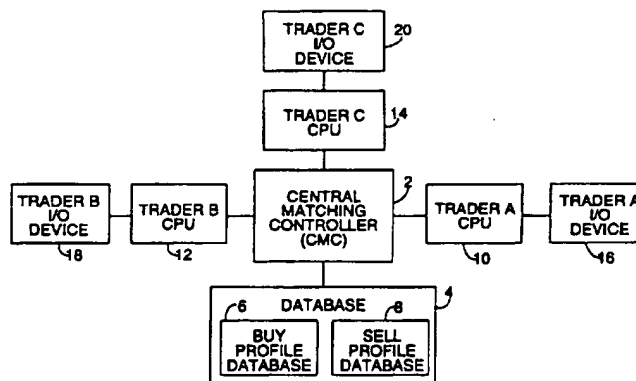 TRADER C
I/O
DEVICE
20
TRADER C
CPU
14
TRADER B
I/O
DEVICE
18
TRADER B
CPU
12
CENTRAL
MATCHING
CONTROLLER
(CMC)
2
TRADER A
CPU
10
TRADER A
I/O
DEVICE
16
DATABASE
4
6
BUY
PROFILE
DATABASE
8
SELL
PROFILE
DATABASE